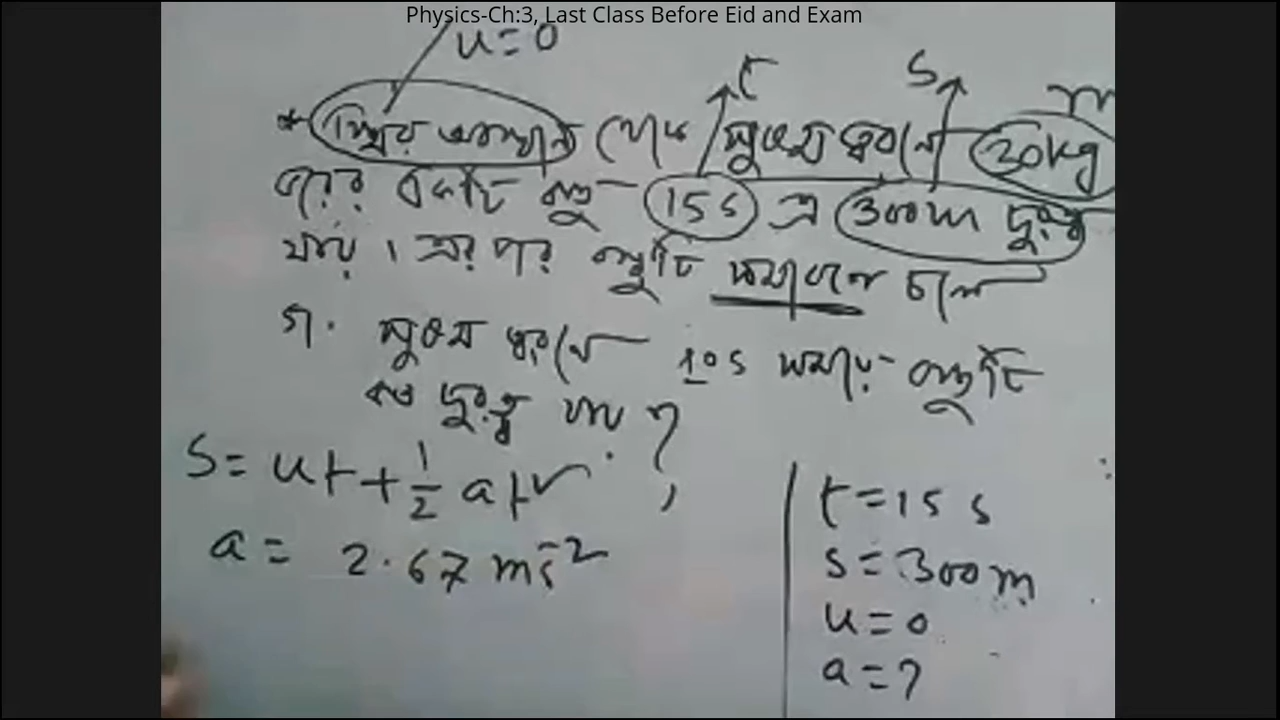 Physics-Ch:3, Last Class Before Eid and Exam
u=0
t
s
m
* স্থির অবস্থান থেকে সুষম ত্বরণে 30kg
ভরের একটি বস্তু 15s এ 300m দূরত্ব
যায়। এর পর বস্তুটি সমবেগে চলে
গ. সুষম ত্বরণে 10s সময়ে বস্তুটি
কত দূরত্ব যায় ?
S= ut + 1/2 at²
a = 2.67 ms⁻²
t=15 s
s=300m
u=0
a=?